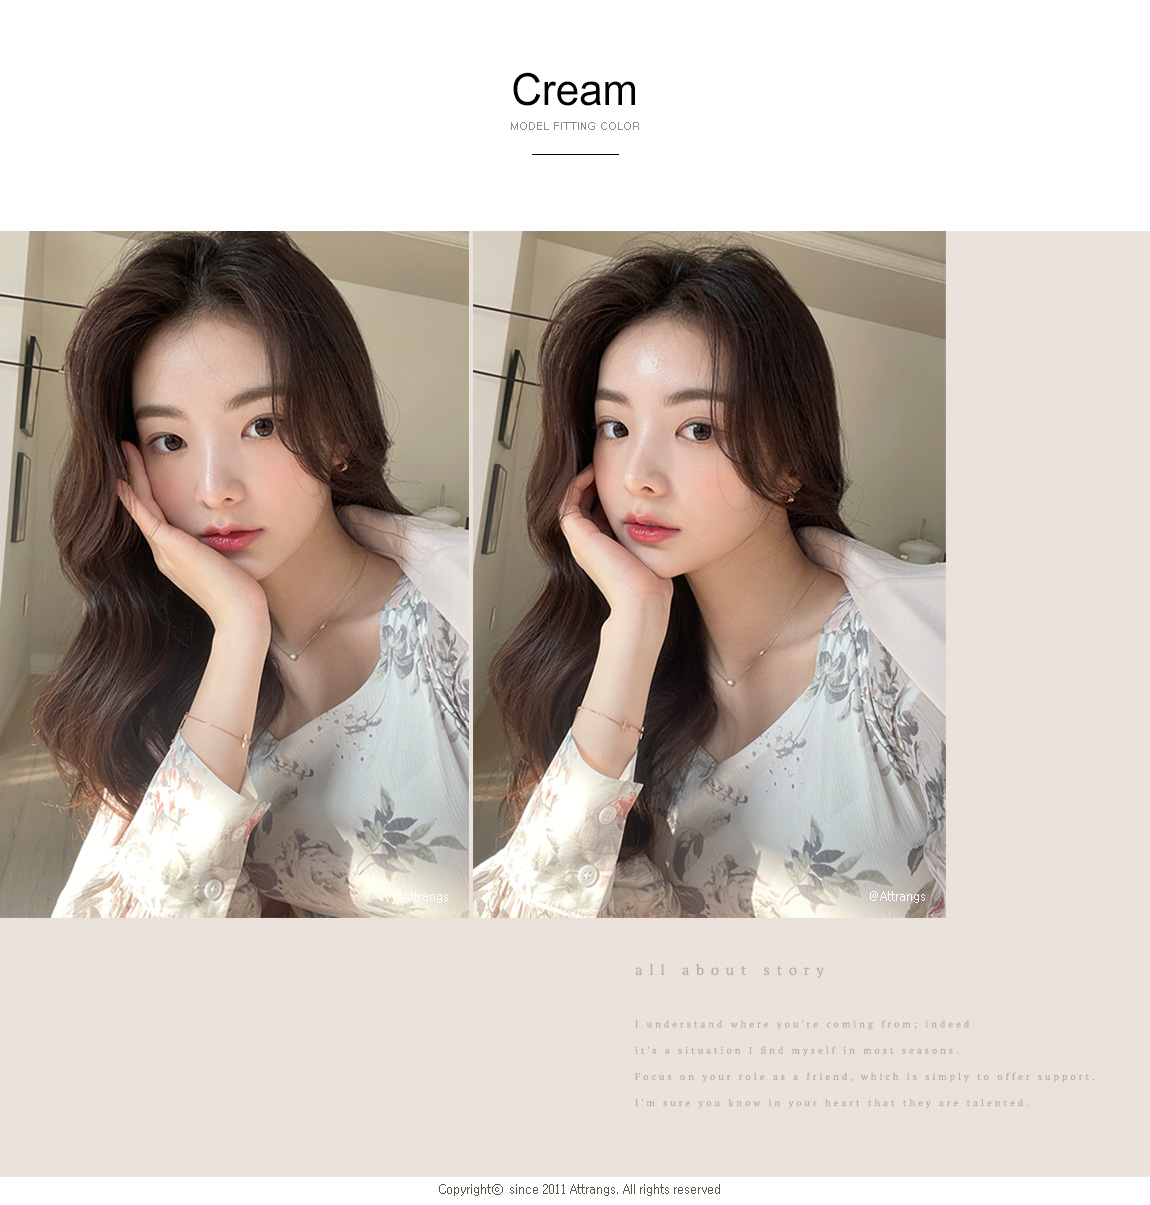 Cream
MODEL FITTING COLOR
@Attrangs
@Attrangs
all about story
I understand where you're coming from; indeed
it's a situation I find myself in most seasons.
Focus on your role as a friend, which is simply to offer support.
I'm sure you know in your heart that they are talented.
Copyrightⓒ since 2011 Attrangs. All rights reserved